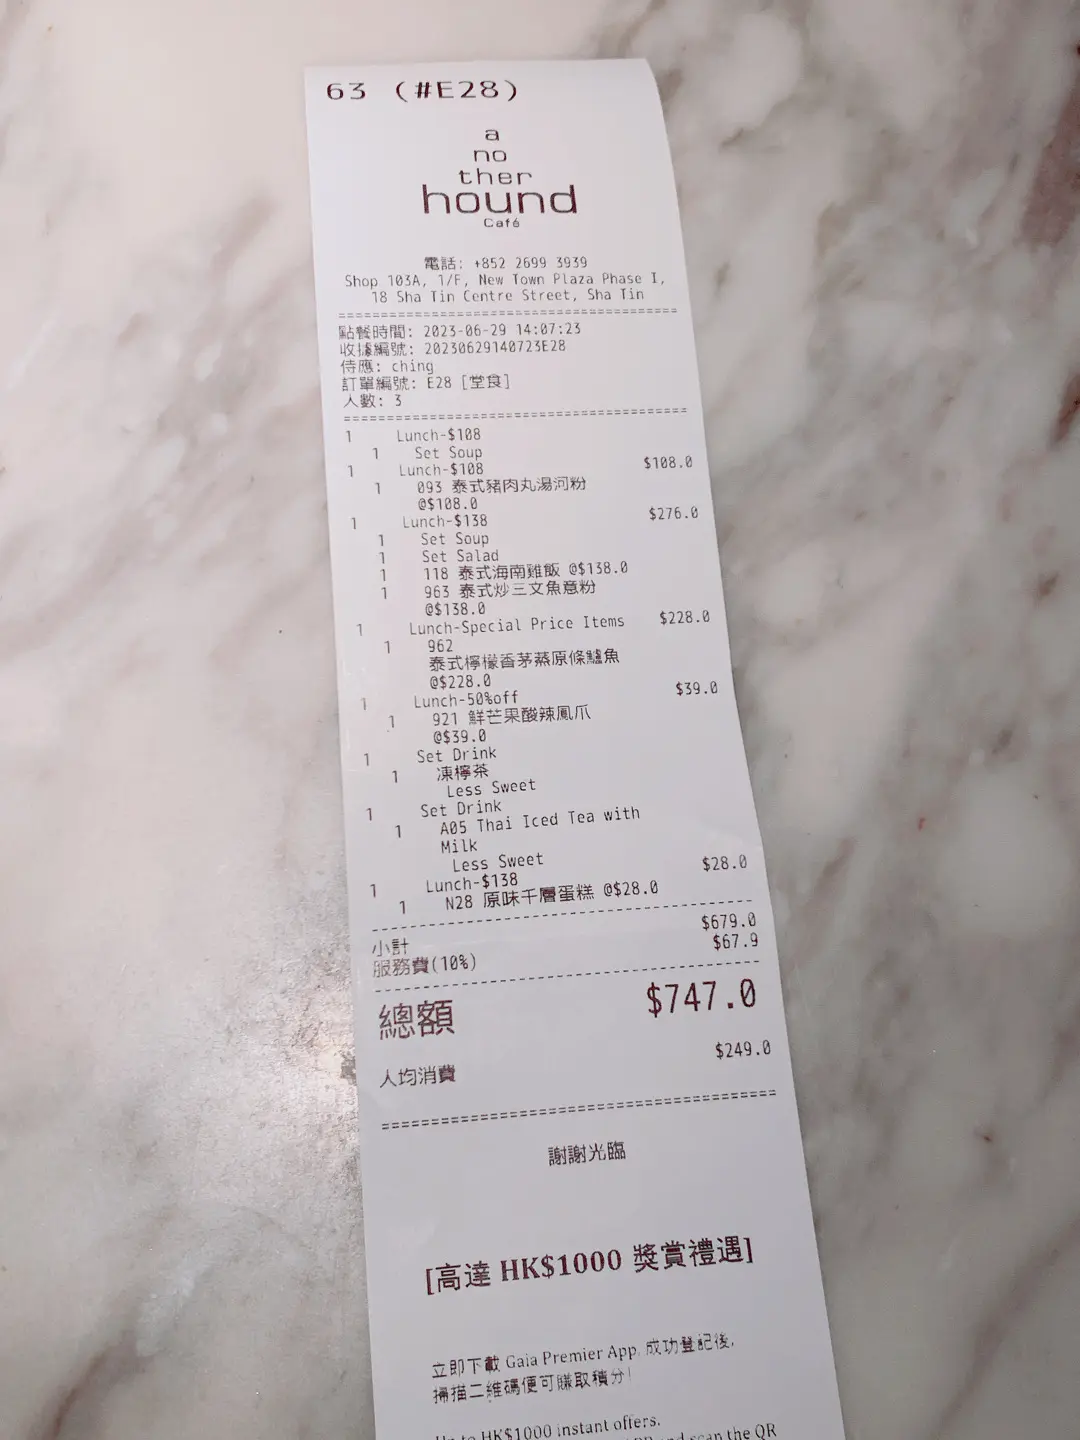 63 (#E28)
a
no
ther
hound
Café
電話: +852 2699 3939
Shop 103A, 1/F, New Town Plaza Phase I,
18 Sha Tin Centre Street, Sha Tin
點餐時間: 2023-06-29 14:07:23
收據編號: 20230629140723E28
侍應: ching
訂單編號: E28 [堂食]
人數: 3
1 Lunch-$108
1 Set Soup
1 Lunch-$108 $108.0
1 093 泰式豬肉丸湯河粉
@$108.0
1 Lunch-$138 $276.0
1 Set Soup
1 Set Salad
1 118 泰式海南雞飯 @$138.0
1 963 泰式炒三文魚意粉
@$138.0
1 Lunch-Special Price Items $228.0
1 962
泰式檸檬香茅蒸原條鱸魚
@$228.0
1 Lunch-50%off $39.0
1 921 鮮芒果酸辣鳳爪
@$39.0
1 Set Drink
1 凍檸茶
Less Sweet
1 Set Drink
1 A05 Thai Iced Tea with
Milk
Less Sweet
1 Lunch-$138 $28.0
1 N28 原味千層蛋糕 @$28.0
小計 $679.0
服務費(10%) $67.9
總額 $747.0
人均消費 $249.0
謝謝光臨
[高達 HK$1000 獎賞禮遇]
立即下載 Gaia Premier App, 成功登記後,
掃描二維碼便可賺取積分!
Up to HK$1000 instant offers.
and scan the QR